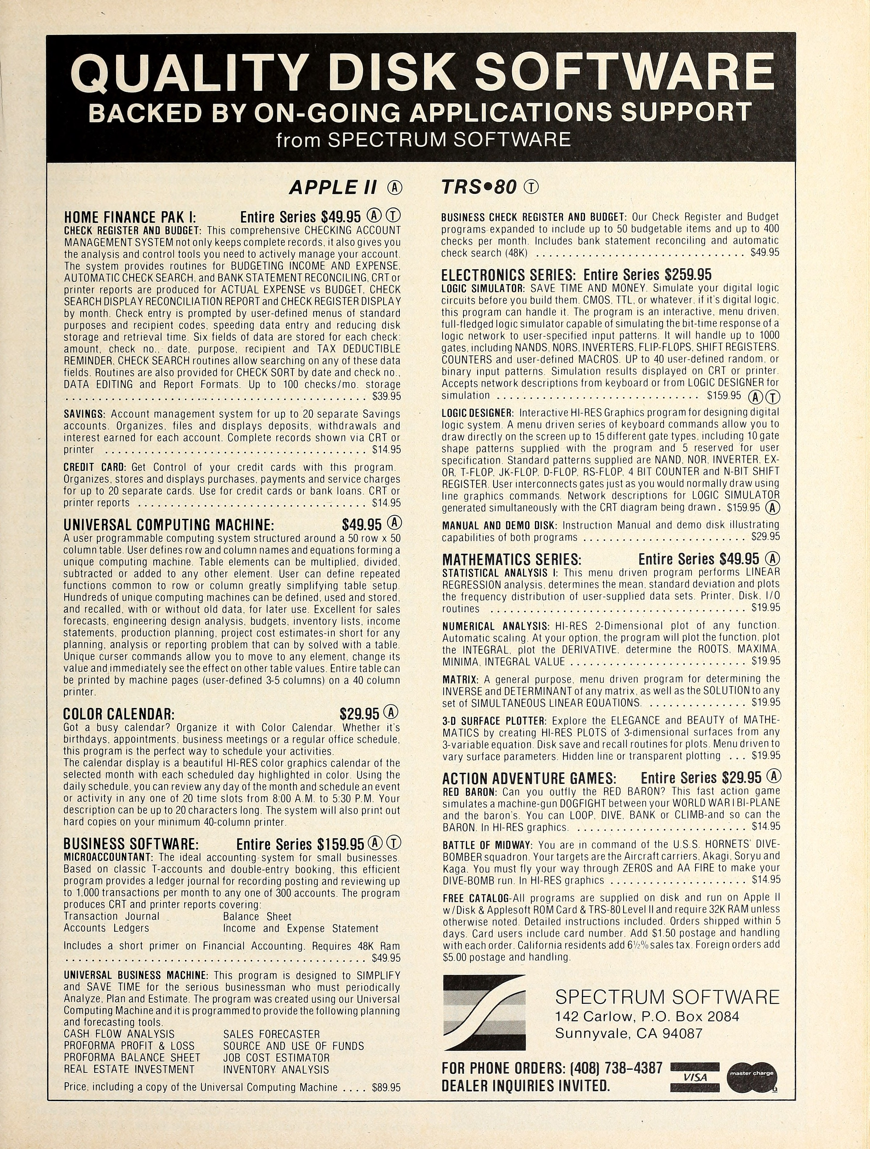 QUALITY DISK SOFTWARE
BACKED BY ON-GOING APPLICATIONS SUPPORT
from SPECTRUM SOFTWARE
APPLE II Ⓐ TRS•80 Ⓣ
HOME FINANCE PAK I: Entire Series $49.95 Ⓐ Ⓣ
CHECK REGISTER AND BUDGET: This comprehensive CHECKING ACCOUNT
MANAGEMENT SYSTEM not only keeps complete records, it also gives you
the analysis and control tools you need to actively manage your account.
The system provides routines for BUDGETING INCOME AND EXPENSE,
AUTOMATIC CHECK SEARCH, and BANK STATEMENT RECONCILING, CRT or
printer reports are produced for ACTUAL EXPENSE vs BUDGET, CHECK
SEARCH DISPLAY RECONCILIATION REPORT and CHECK REGISTER DISPLAY
by month. Check entry is prompted by user-defined menus of standard
purposes and recipient codes, speeding data entry and reducing disk
storage and retrieval time. Six fields of data are stored for each check:
amount, check no., date, purpose, recipient and TAX DEDUCTIBLE
REMINDER, CHECK SEARCH routines allow searching on any of these data
fields. Routines are also provided for CHECK SORT by date and check no.,
DATA EDITING and Report Formats. Up to 100 checks/mo. storage
. . . . . . . . . . . . . . . . . . . . . . . . . . . . . . . . . . . . . . . . . . . . . . . . $39.95
SAVINGS: Account management system for up to 20 separate Savings
accounts. Organizes, files and displays deposits, withdrawals and
interest earned for each account. Complete records shown via CRT or
printer . . . . . . . . . . . . . . . . . . . . . . . . . . . . . . . . . . . . . . . . $14.95
CREDIT CARD: Get Control of your credit cards with this program.
Organizes, stores and displays purchases, payments and service charges
for up to 20 separate cards. Use for credit cards or bank loans. CRT or
printer reports . . . . . . . . . . . . . . . . . . . . . . . . . . . . . . . . . . . $14.95
UNIVERSAL COMPUTING MACHINE: $49.95 Ⓐ
A user programmable computing system structured around a 50 row x 50
column table. User defines row and column names and equations forming a
unique computing machine. Table elements can be multiplied, divided,
subtracted or added to any other element. User can define repeated
functions common to row or column greatly simplifying table setup.
Hundreds of unique computing machines can be defined, used and stored,
and recalled, with or without old data, for later use. Excellent for sales
forecasts, engineering design analysis, budgets, inventory lists, income
statements, production planning, project cost estimates-in short for any
planning, analysis or reporting problem that can by solved with a table.
Unique curser commands allow you to move to any element, change its
value and immediately see the effect on other table values. Entire table can
be printed by machine pages (user-defined 3-5 columns) on a 40 column
printer.
COLOR CALENDAR: $29.95 Ⓐ
Got a busy calendar? Organize it with Color Calendar. Whether it's
birthdays, appointments, business meetings or a regular office schedule,
this program is the perfect way to schedule your activities.
The calendar display is a beautiful HI-RES color graphics calendar of the
selected month with each scheduled day highlighted in color. Using the
daily schedule, you can review any day of the month and schedule an event
or activity in any one of 20 time slots from 8:00 A.M. to 5:30 P.M. Your
description can be up to 20 characters long. The system will also print out
hard copies on your minimum 40-column printer.
BUSINESS SOFTWARE: Entire Series $159.95 Ⓐ Ⓣ
MICROACCOUNTANT: The ideal accounting system for small businesses.
Based on classic T-accounts and double-entry booking, this efficient
program provides a ledger journal for recording posting and reviewing up
to 1,000 transactions per month to any one of 300 accounts. The program
produces CRT and printer reports covering:
Transaction Journal Balance Sheet
Accounts Ledgers Income and Expense Statement
Includes a short primer on Financial Accounting. Requires 48K Ram
. . . . . . . . . . . . . . . . . . . . . . . . . . . . . . . . . . . . . . . . . . . . . . . . $49.95
UNIVERSAL BUSINESS MACHINE: This program is designed to SIMPLIFY
and SAVE TIME for the serious businessman who must periodically
Analyze, Plan and Estimate. The program was created using our Universal
Computing Machine and it is programmed to provide the following planning
and forecasting tools.
CASH FLOW ANALYSIS SALES FORECASTER
PROFORMA PROFIT & LOSS SOURCE AND USE OF FUNDS
PROFORMA BALANCE SHEET JOB COST ESTIMATOR
REAL ESTATE INVESTMENT INVENTORY ANALYSIS
Price, including a copy of the Universal Computing Machine . . . . $89.95
BUSINESS CHECK REGISTER AND BUDGET: Our Check Register and Budget
programs expanded to include up to 50 budgetable items and up to 400
checks per month. Includes bank statement reconciling and automatic
check search (48K) . . . . . . . . . . . . . . . . . . . . . . . . . . . . . . . $49.95
ELECTRONICS SERIES: Entire Series $259.95
LOGIC SIMULATOR: SAVE TIME AND MONEY. Simulate your digital logic
circuits before you build them. CMOS, TTL, or whatever, if it's digital logic,
this program can handle it. The program is an interactive, menu driven,
full-fledged logic simulator capable of simulating the bit-time response of a
logic network to user-specified input patterns. It will handle up to 1000
gates, including NANDS, NORS, INVERTERS, FLIP-FLOPS, SHIFT REGISTERS,
COUNTERS and user-defined MACROS. UP to 40 user-defined random, or
binary input patterns. Simulation results displayed on CRT or printer.
Accepts network descriptions from keyboard or from LOGIC DESIGNER for
simulation . . . . . . . . . . . . . . . . . . . . . . . . . . . . . . $159.95 Ⓐ Ⓣ
LOGIC DESIGNER: Interactive HI-RES Graphics program for designing digital
logic system. A menu driven series of keyboard commands allow you to
draw directly on the screen up to 15 different gate types, including 10 gate
shape patterns supplied with the program and 5 reserved for user
specification. Standard patterns supplied are NAND, NOR, INVERTER, EX-
OR, T-FLOP, JK-FLOP, D-FLOP, RS-FLOP, 4 BIT COUNTER and N-BIT SHIFT
REGISTER. User interconnects gates just as you would normally draw using
line graphics commands. Network descriptions for LOGIC SIMULATOR
generated simultaneously with the CRT diagram being drawn. $159.95 Ⓐ
MANUAL AND DEMO DISK: Instruction Manual and demo disk illustrating
capabilities of both programs . . . . . . . . . . . . . . . . . . . . . . . . $29.95
MATHEMATICS SERIES: Entire Series $49.95 Ⓐ
STATISTICAL ANALYSIS I: This menu driven program performs LINEAR
REGRESSION analysis, determines the mean, standard deviation and plots
the frequency distribution of user-supplied data sets. Printer, Disk, I/O
routines . . . . . . . . . . . . . . . . . . . . . . . . . . . . . . . . . . . . . . $19.95
NUMERICAL ANALYSIS: HI-RES 2-Dimensional plot of any function.
Automatic scaling. At your option, the program will plot the function, plot
the INTEGRAL, plot the DERIVATIVE, determine the ROOTS, MAXIMA,
MINIMA, INTEGRAL VALUE . . . . . . . . . . . . . . . . . . . . . . . . . . $19.95
MATRIX: A general purpose, menu driven program for determining the
INVERSE and DETERMINANT of any matrix, as well as the SOLUTION to any
set of SIMULTANEOUS LINEAR EQUATIONS. . . . . . . . . . . . . . . . $19.95
3-D SURFACE PLOTTER: Explore the ELEGANCE and BEAUTY of MATHE-
MATICS by creating HI-RES PLOTS of 3-dimensional surfaces from any
3-variable equation. Disk save and recall routines for plots. Menu driven to
vary surface parameters. Hidden line or transparent plotting . . . $19.95
ACTION ADVENTURE GAMES: Entire Series $29.95 Ⓐ
RED BARON: Can you outfly the RED BARON? This fast action game
simulates a machine-gun DOGFIGHT between your WORLD WAR I BI-PLANE
and the baron's. You can LOOP, DIVE, BANK or CLIMB-and so can the
BARON. In HI-RES graphics. . . . . . . . . . . . . . . . . . . . . . . . . . $14.95
BATTLE OF MIDWAY: You are in command of the U.S.S. HORNETS' DIVE-
BOMBER squadron. Your targets are the Aircraft carriers, Akagi, Soryu and
Kaga. You must fly your way through ZEROS and AA FIRE to make your
DIVE-BOMB run. In HI-RES graphics . . . . . . . . . . . . . . . . . . . . . $14.95
FREE CATALOG-All programs are supplied on disk and run on Apple II
w/Disk & Applesoft ROM Card & TRS-80 Level II and require 32K RAM unless
otherwise noted. Detailed instructions included. Orders shipped within 5
days. Card users include card number. Add $1.50 postage and handling
with each order. California residents add 6½% sales tax. Foreign orders add
$5.00 postage and handling.
SPECTRUM SOFTWARE
142 Carlow, P.O. Box 2084
Sunnyvale, CA 94087
FOR PHONE ORDERS: (408) 738-4387
DEALER INQUIRIES INVITED.
VISA
master charge